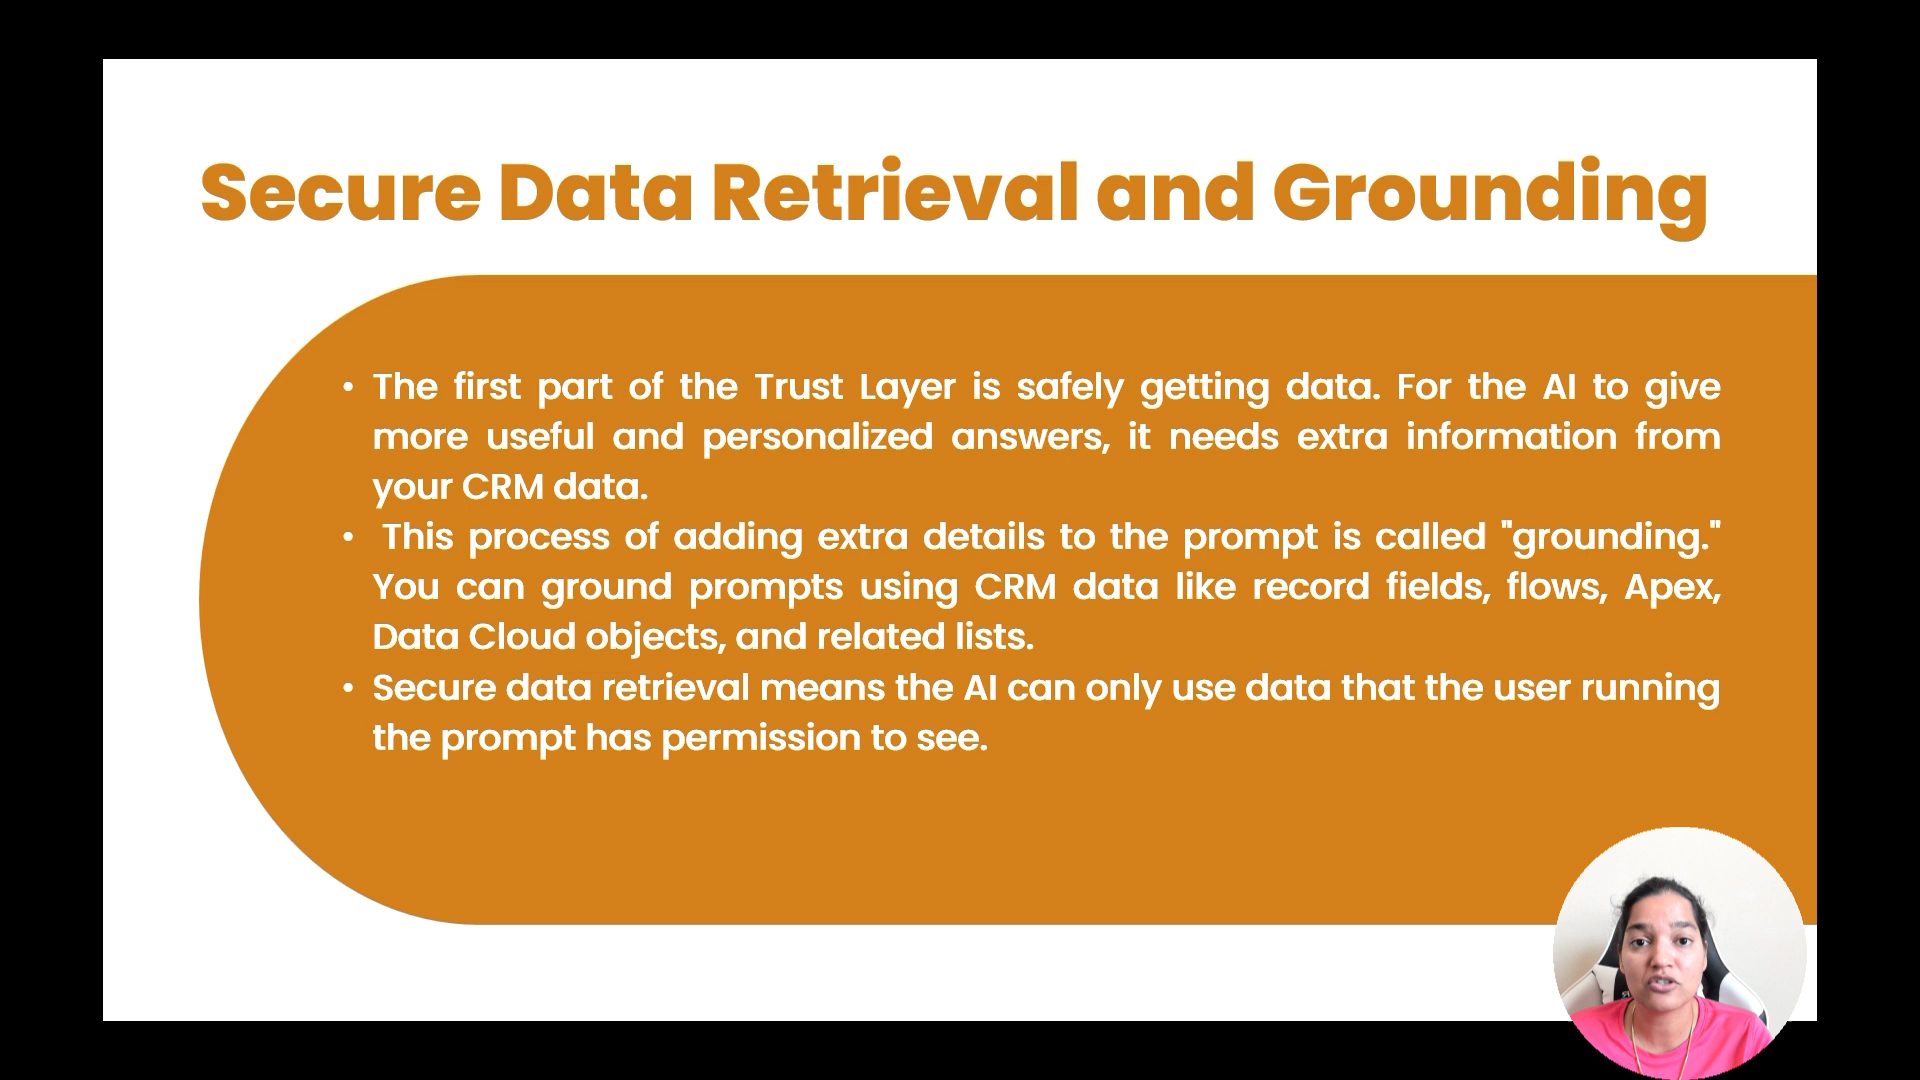 Secure Data Retrieval and Grounding
• The first part of the Trust Layer is safely getting data. For the AI to give
more useful and personalized answers, it needs extra information from
your CRM data.
• This process of adding extra details to the prompt is called "grounding."
You can ground prompts using CRM data like record fields, flows, Apex,
Data Cloud objects, and related lists.
• Secure data retrieval means the AI can only use data that the user running
the prompt has permission to see.